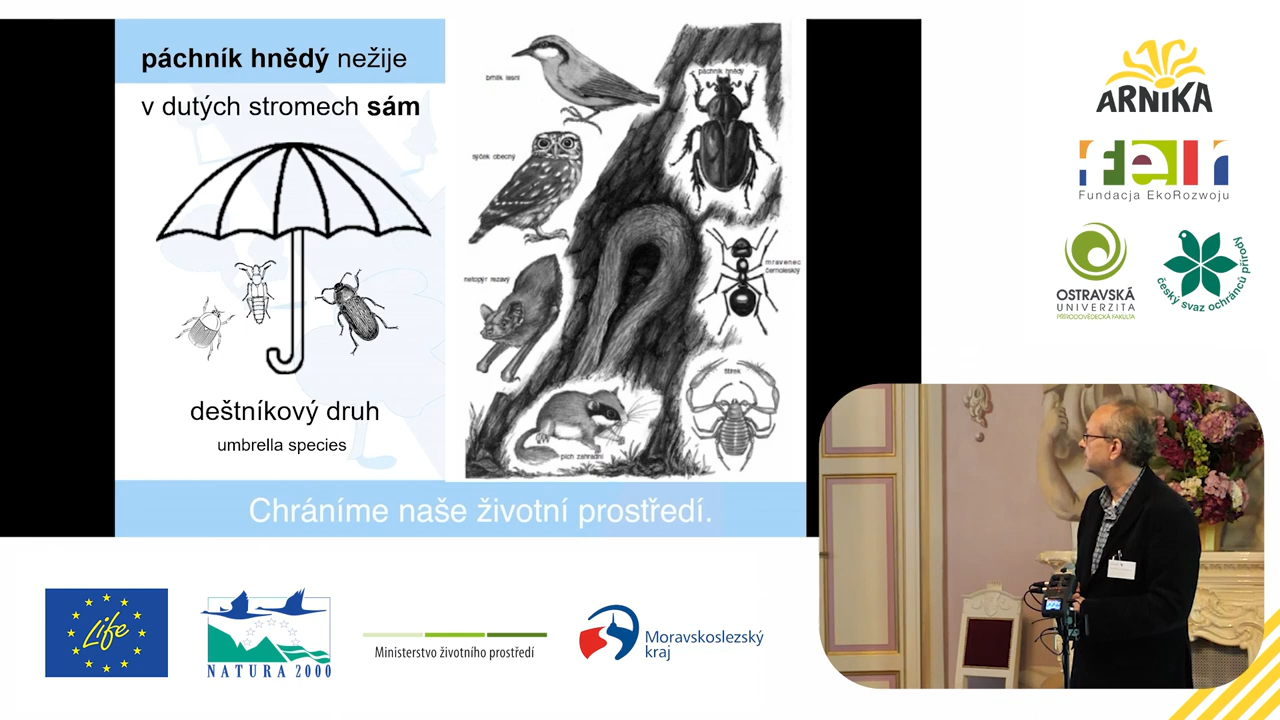 páchník hnědý nežije
v dutých stromech sám
deštníkový druh
umbrella species
brhlík lesní
páchník hnědý
sýček obecný
mravenec
černolesklý
netopýr rezavý
štírek
plch zahradní
Chráníme naše životní prostředí.
ARNIKA
feh
Fundacja EkoRozwoju
OSTRAVSKÁ
UNIVERZITA
PŘÍRODOVĚDECKÁ FAKULTA
český svaz ochránců přírody
Life
NATURA 2000
Ministerstvo životního prostředí
Moravskoslezský
kraj